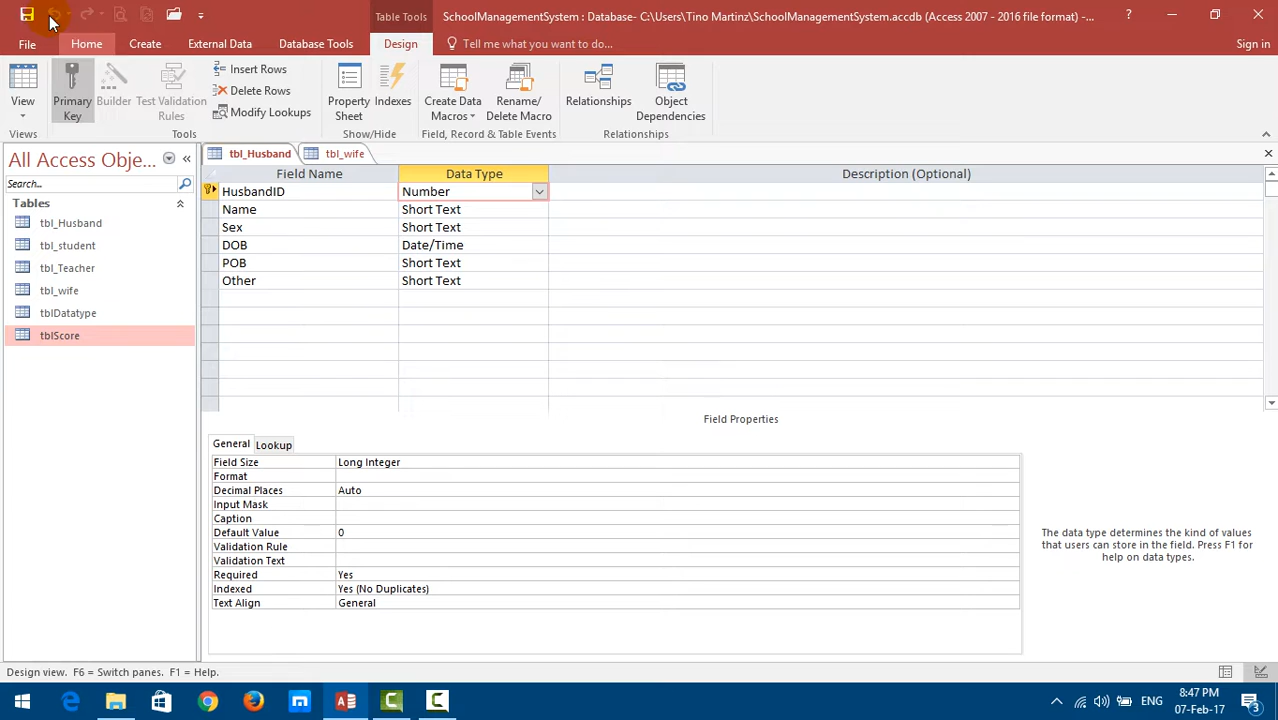 Table Tools
SchoolManagementSystem : Database- C:\Users\Tino Martinz\SchoolManagementSystem.accdb (Access 2007 - 2016 file format) -...
?
File
Home
Create
External Data
Database Tools
Design
Tell me what you want to do...
Sign in
View
Primary
Key
Builder
Test Validation
Rules
Insert Rows
Delete Rows
Modify Lookups
Property
Sheet
Indexes
Create Data
Macros
Rename/
Delete Macro
Relationships
Object
Dependencies
Views
Tools
Show/Hide
Field, Record & Table Events
Relationships
All Access Obje...
Search...
Tables
tbl_Husband
tbl_student
tbl_Teacher
tbl_wife
tblDatatype
tblScore
tbl_Husband
tbl_wife
Field Name
Data Type
Description (Optional)
HusbandID
Number
Name
Short Text
Sex
Short Text
DOB
Date/Time
POB
Short Text
Other
Short Text
Field Properties
General
Lookup
Field Size
Long Integer
Format
Decimal Places
Auto
Input Mask
Caption
Default Value
0
Validation Rule
Validation Text
Required
Yes
Indexed
Yes (No Duplicates)
Text Align
General
The data type determines the kind of values
that users can store in the field. Press F1 for
help on data types.
Design view. F6 = Switch panes. F1 = Help.
ENG
8:47 PM
07-Feb-17
3